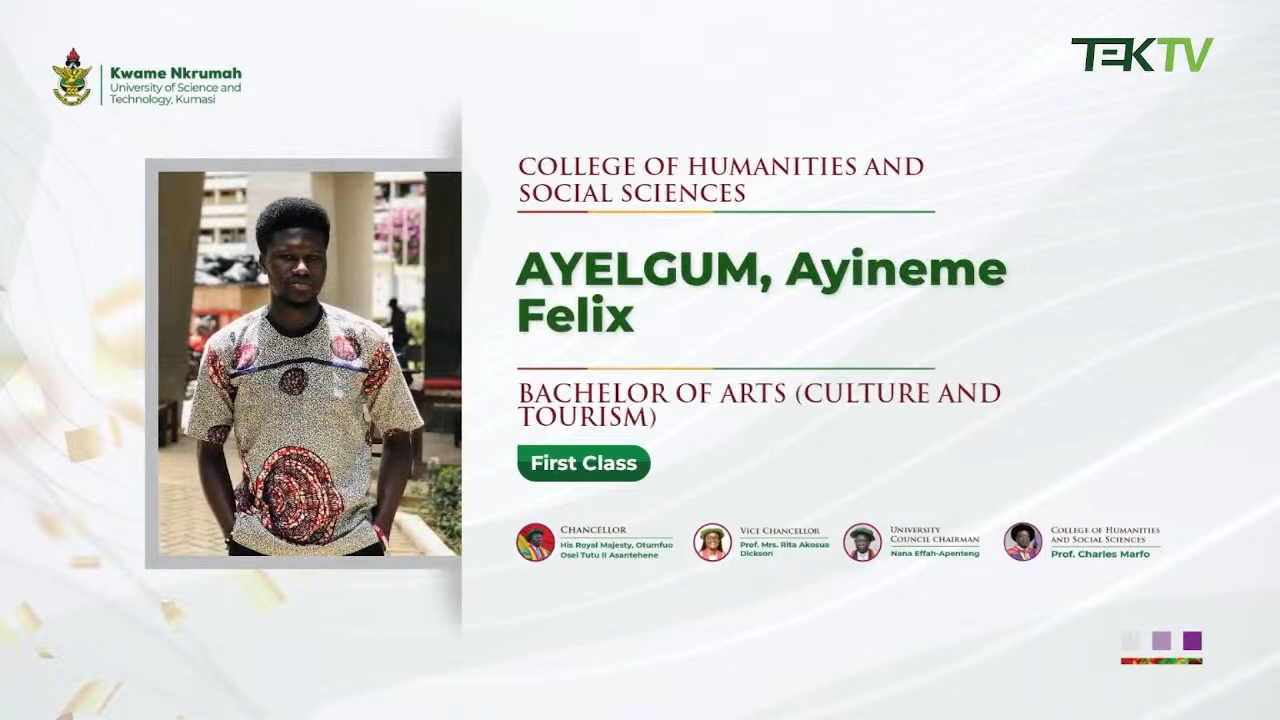 Kwame Nkrumah
University of Science and
Technology, Kumasi
TEKTV
COLLEGE OF HUMANITIES AND
SOCIAL SCIENCES
AYELGUM, Ayineme
Felix
BACHELOR OF ARTS (CULTURE AND
TOURISM)
First Class
CHANCELLOR
His Royal Majesty, Otumfuo
Osei Tutu II Asantehene
VICE CHANCELLOR
Prof. Mrs. Rita Akosua
Dickson
UNIVERSITY
COUNCIL CHAIRMAN
Nana Effah-Apenteng
COLLEGE OF HUMANITIES
AND SOCIAL SCIENCES
Prof. Charles Marfo